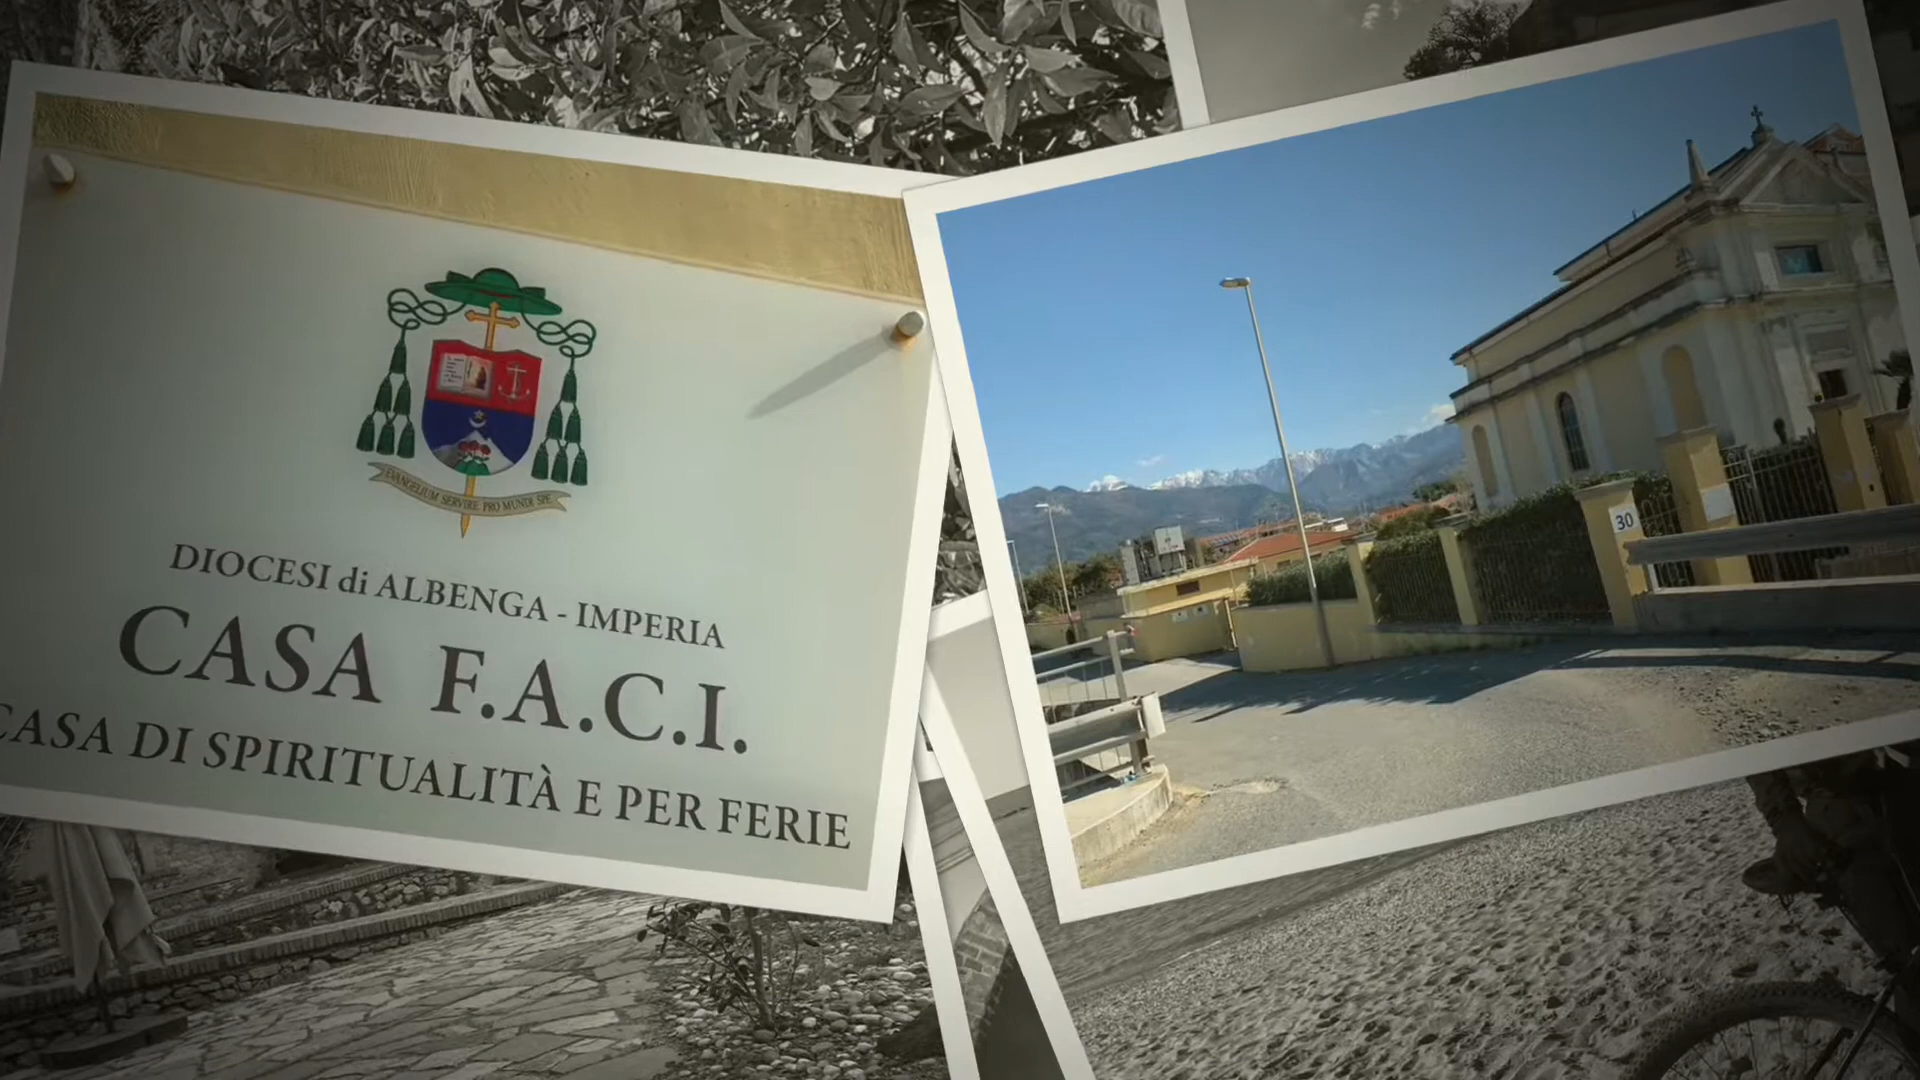 EVANGELIUM SERVIRE PRO MUNDI SPE
DIOCESI di ALBENGA - IMPERIA
CASA F.A.C.I.
CASA DI SPIRITUALITÀ E PER FERIE
30